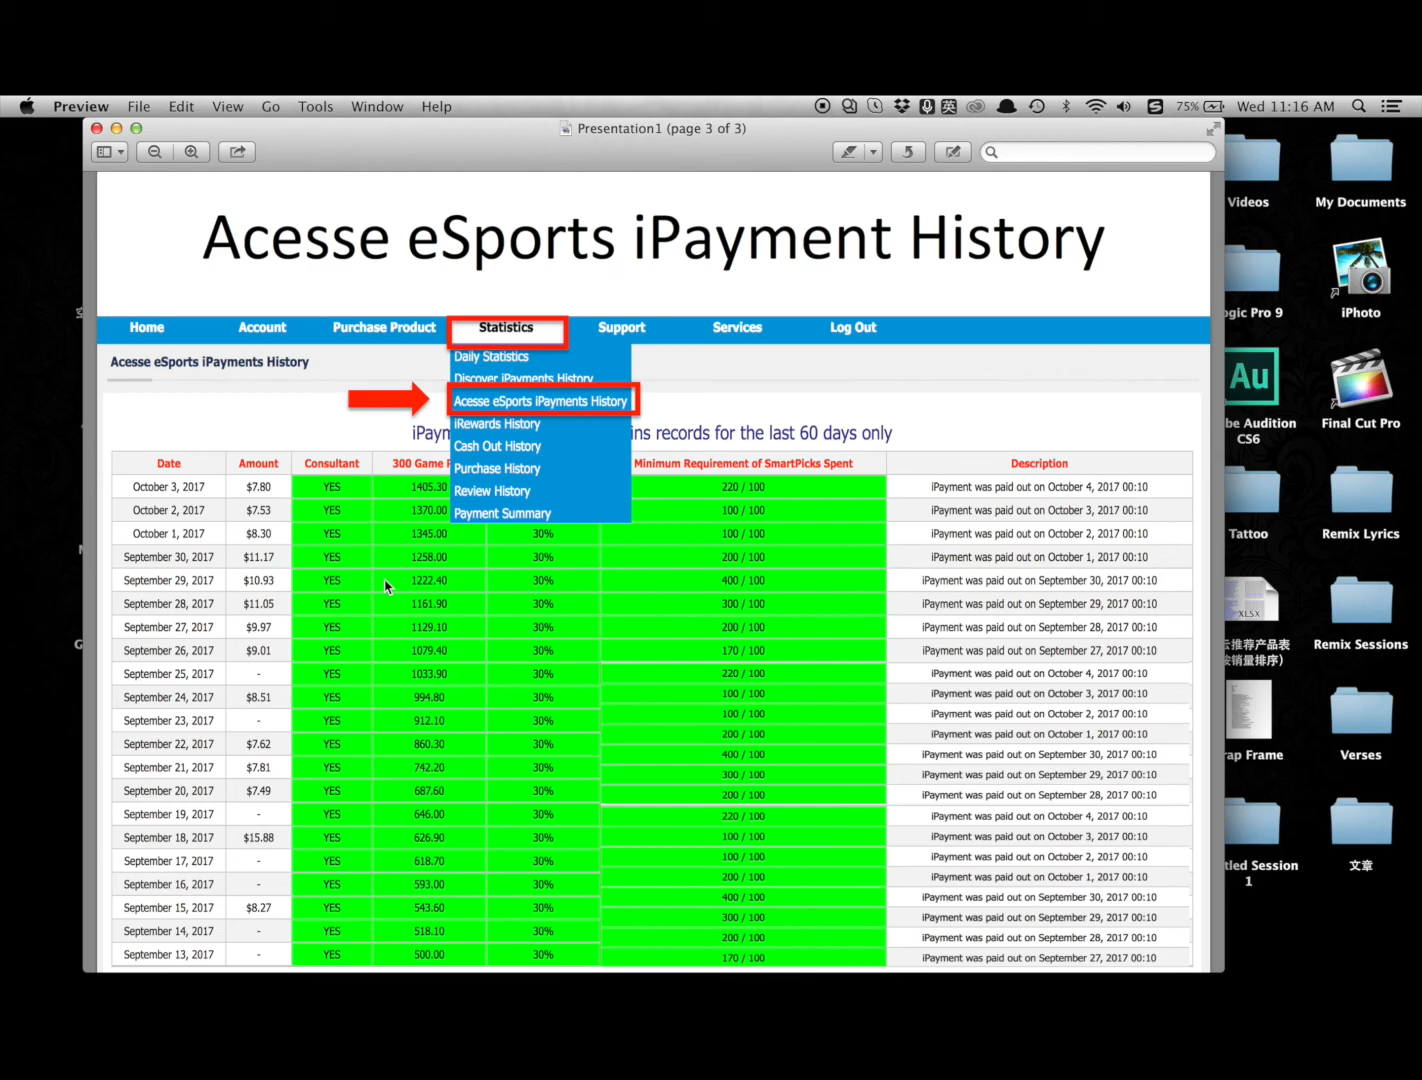 Preview File Edit View Go Tools Window Help 75% Wed 11:16 AM
Presentation1 (page 3 of 3)
Acesse eSports iPayment History
Home Account Purchase Product Statistics Support Services Log Out
Acesse eSports iPayments History
Daily Statistics
Discover iPayments History
Acesse eSports iPayments History
iRewards History
Cash Out History
Purchase History
Review History
Payment Summary
ins records for the last 60 days only
Date Amount Consultant 300 Game Minimum Requirement of SmartPicks Spent Description
October 3, 2017 $7.80 YES 1405.30 220 / 100 iPayment was paid out on October 4, 2017 00:10
October 2, 2017 $7.53 YES 1370.00 100 / 100 iPayment was paid out on October 3, 2017 00:10
October 1, 2017 $8.30 YES 1345.00 30% 100 / 100 iPayment was paid out on October 2, 2017 00:10
September 30, 2017 $11.17 YES 1258.00 30% 200 / 100 iPayment was paid out on October 1, 2017 00:10
September 29, 2017 $10.93 YES 1222.40 30% 400 / 100 iPayment was paid out on September 30, 2017 00:10
September 28, 2017 $11.05 YES 1161.90 30% 300 / 100 iPayment was paid out on September 29, 2017 00:10
September 27, 2017 $9.97 YES 1129.10 30% 200 / 100 iPayment was paid out on September 28, 2017 00:10
September 26, 2017 $9.01 YES 1079.40 30% 170 / 100 iPayment was paid out on September 27, 2017 00:10
September 25, 2017 - YES 1033.90 30% 220 / 100 iPayment was paid out on October 4, 2017 00:10
September 24, 2017 $8.51 YES 994.80 30% 100 / 100 iPayment was paid out on October 3, 2017 00:10
September 23, 2017 - YES 912.10 30% 100 / 100 iPayment was paid out on October 2, 2017 00:10
September 22, 2017 $7.62 YES 860.30 30% 200 / 100 iPayment was paid out on October 1, 2017 00:10
September 21, 2017 $7.81 YES 742.20 30% 400 / 100 iPayment was paid out on September 30, 2017 00:10
September 20, 2017 $7.49 YES 687.60 30% 300 / 100 iPayment was paid out on September 29, 2017 00:10
200 / 100 iPayment was paid out on September 28, 2017 00:10
September 19, 2017 - YES 646.00 30% 220 / 100 iPayment was paid out on October 4, 2017 00:10
September 18, 2017 $15.88 YES 626.90 30% 100 / 100 iPayment was paid out on October 3, 2017 00:10
September 17, 2017 - YES 618.70 30% 100 / 100 iPayment was paid out on October 2, 2017 00:10
200 / 100 iPayment was paid out on October 1, 2017 00:10
September 16, 2017 - YES 593.00 30% 400 / 100 iPayment was paid out on September 30, 2017 00:10
September 15, 2017 $8.27 YES 543.60 30% 300 / 100 iPayment was paid out on September 29, 2017 00:10
September 14, 2017 - YES 518.10 30% 200 / 100 iPayment was paid out on September 28, 2017 00:10
September 13, 2017 - YES 500.00 30% 170 / 100 iPayment was paid out on September 27, 2017 00:10
Videos My Documents
ogic Pro 9 iPhoto
Au
be Audition CS6 Final Cut Pro
Tattoo Remix Lyrics
XLSX
推荐产品表
销量排序) Remix Sessions
ap Frame Verses
tled Session
1 文章